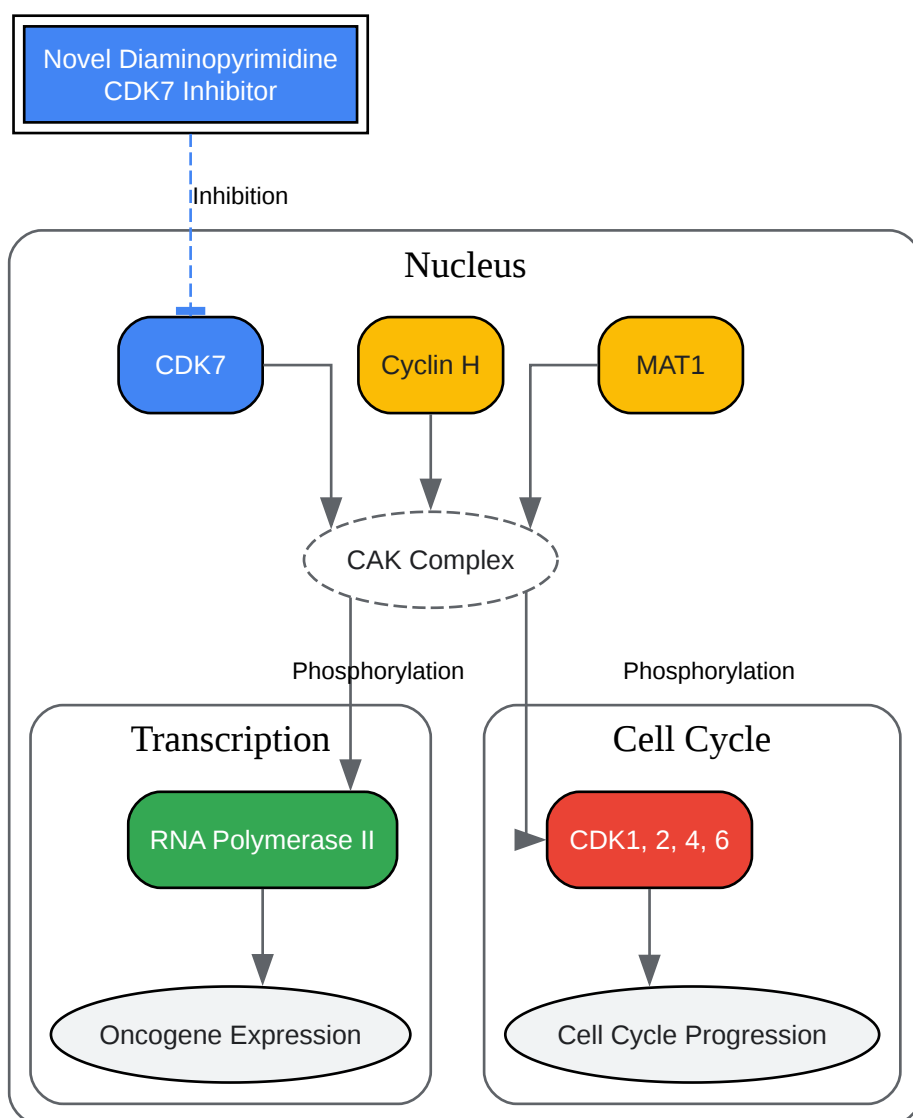 Novel Diaminopyrimidine
CDK7 Inhibitor
Inhibition
Nucleus
CDK7
Cyclin H
MAT1
CAK Complex
Phosphorylation
Phosphorylation
Transcription
Cell Cycle
RNA Polymerase II
CDK1, 2, 4, 6
Oncogene Expression
Cell Cycle Progression